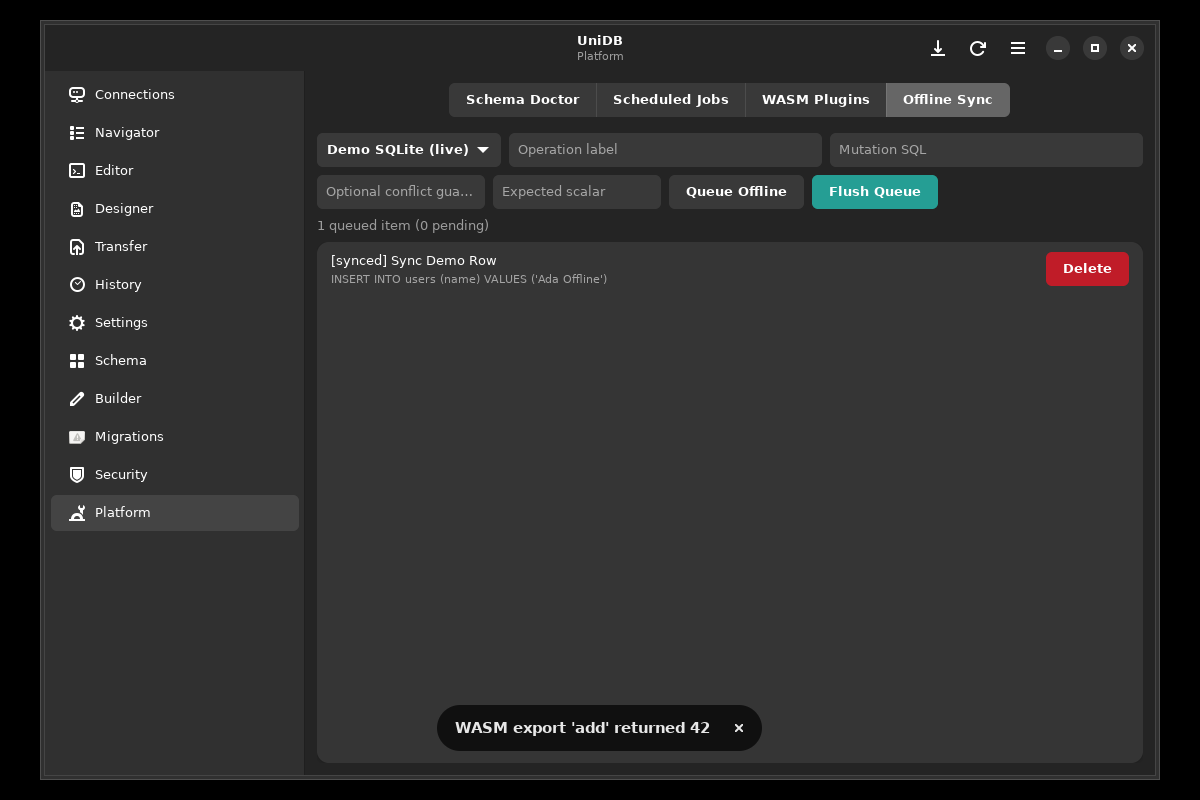 UniDB
Platform
Connections
Navigator
Editor
Designer
Transfer
History
Settings
Schema
Builder
Migrations
Security
Platform
Schema Doctor
Scheduled Jobs
WASM Plugins
Offline Sync
Demo SQLite (live)
Operation label
Mutation SQL
Optional conflict gua...
Expected scalar
Queue Offline
Flush Queue
1 queued item (0 pending)
[synced] Sync Demo Row
INSERT INTO users (name) VALUES ('Ada Offline')
Delete
WASM export 'add' returned 42